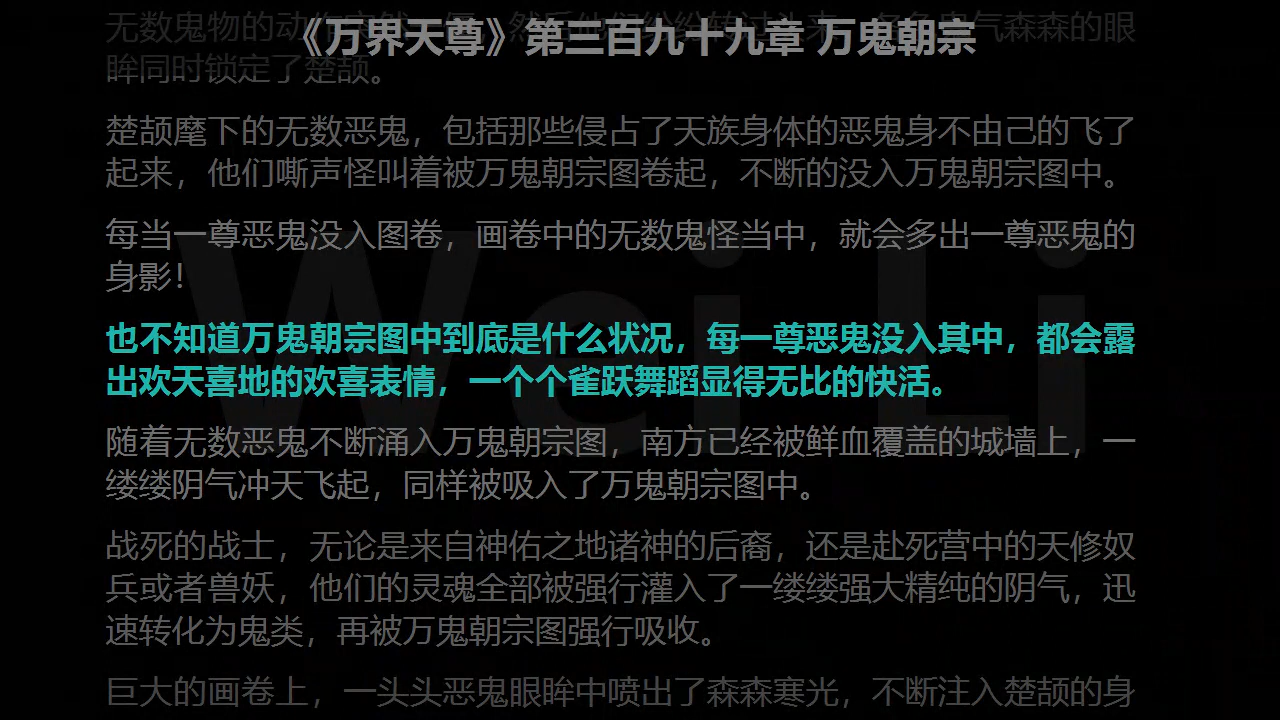 《万界天尊》第二百九十九章 万鬼朝宗
眸同时锁定了楚颉。
楚颉麾下的无数恶鬼，包括那些侵占了天族身体的恶鬼身不由己的飞了
起来，他们嘶声怪叫着被万鬼朝宗图卷起，不断的没入万鬼朝宗图中。
每当一尊恶鬼没入图卷，画卷中的无数鬼怪当中，就会多出一尊恶鬼的
身影！
也不知道万鬼朝宗图中到底是什么状况，每一尊恶鬼没入其中，都会露
出欢天喜地的欢喜表情，一个个雀跃舞蹈显得无比的快活。
随着无数恶鬼不断涌入万鬼朝宗图，南方已经被鲜血覆盖的城墙上，一
缕缕阴气冲天飞起，同样被吸入了万鬼朝宗图中。
战死的战士，无论是来自神佑之地诸神的后裔，还是赴死营中的天修奴
兵或者兽妖，他们的灵魂全部被强行灌入了一缕缕强大精纯的阴气，迅
速转化为鬼类，再被万鬼朝宗图强行吸收。
巨大的画卷上，一头头恶鬼眼眸中喷出了森森寒光，不断注入楚颉的身
Wei Li